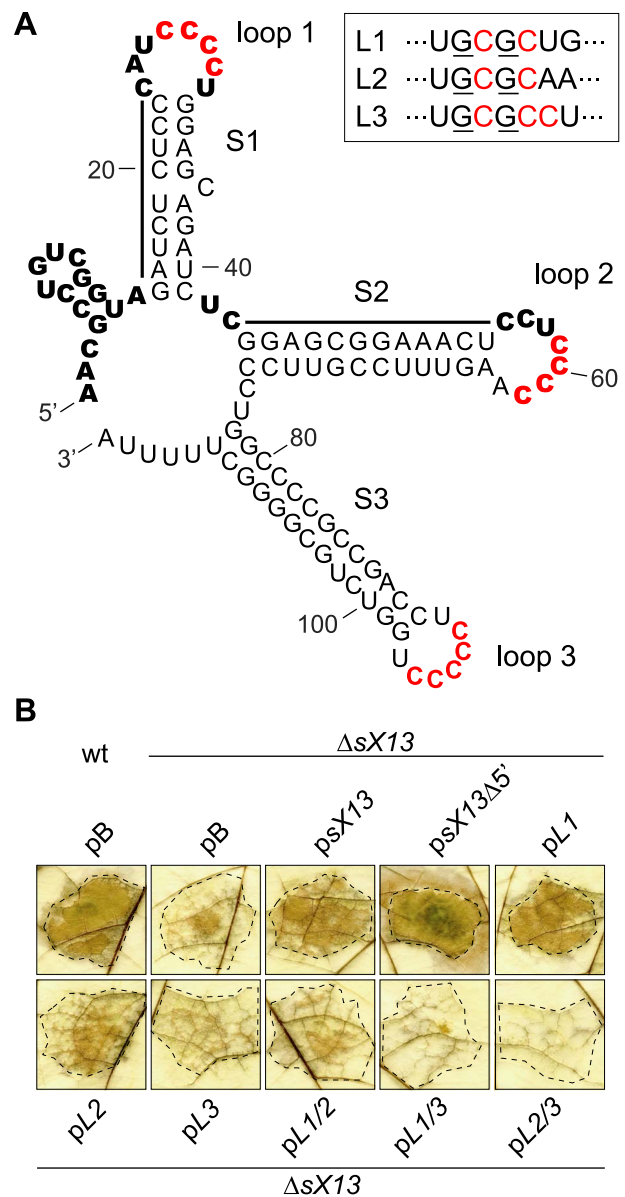 A
loop 1
C A U C C C C U
C C U C U C U A G
G G A G C A G A U C
S1
20
40
L1 ···UGCGCUG···
L2 ···UGCGCAA···
L3 ···UGCGCCU···
A A C G C C U G U C G G U A
5’
U C
S2
loop 2
G G A G C G G A A A C U
C C U U U C C C C A
C C U U G C C U U U G A
60
C U G G
80
C C C C G C C G A C C U
S3
C C C C C C
loop 3
U G G U C U G C G G G G C
100
A U U U U U
3’
B
wt
ΔsX13
pB
pB
psX13
psX13Δ5’
pL1
pL2
pL3
pL1/2
pL1/3
pL2/3
ΔsX13